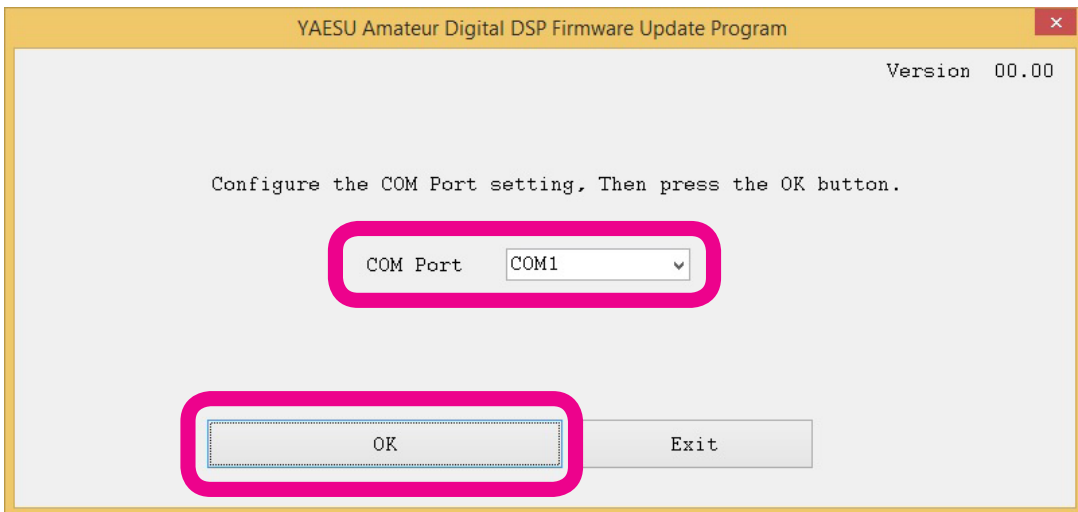 YAESU Amateur Digital DSP Firmware Update Program
Version 00.00
Configure the COM Port setting, Then press the OK button.
COM Port COM1
OK Exit